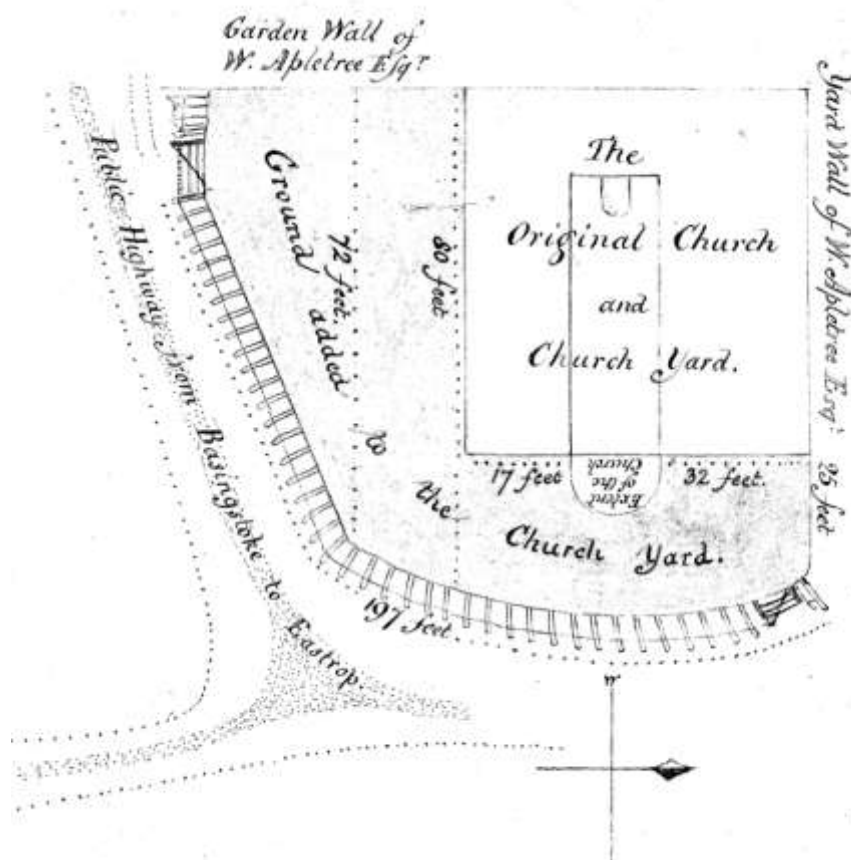 Garden Wall of
W. Apletree Esqr.
Yard Wall of W. Apletree Esqr. 25 feet
Public Highway from Basingstoke to Eastrop.
Ground added to the
Church Yard.
72 feet.
80 feet
The
Original Church
and
Church Yard.
17 feet
Extent
of the
Church
32 feet.
197 feet.